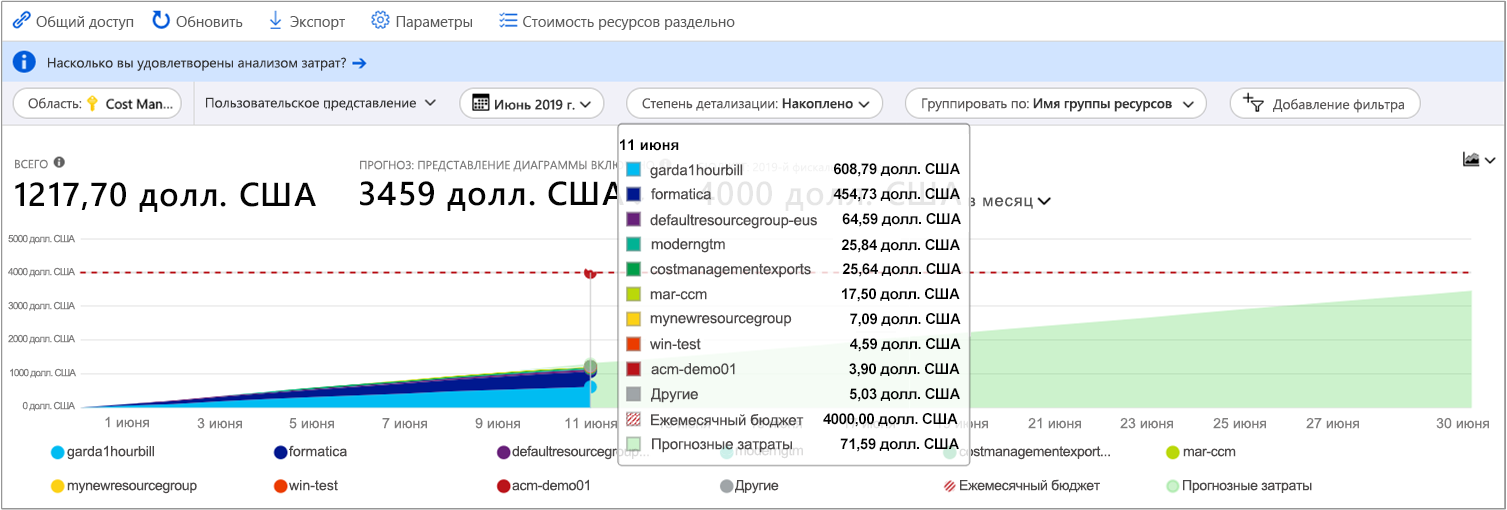 Общий доступ Обновить Экспорт Параметры Стоимость ресурсов раздельно
Насколько вы удовлетворены анализом затрат?
Область: Cost Man... Пользовательское представление Июнь 2019 г. Степень детализации: Накоплено Группировать по: Имя группы ресурсов Добавление фильтра
ВСЕГО
1217,70 долл. США
ПРОГНОЗ: ПРЕДСТАВЛЕНИЕ ДИАГРАММЫ
3459 долл. США
4000 долл. США
в месяц
11 июня
garda1hourbill 608,79 долл. США
formatica 454,73 долл. США
defaultresourcegroup-eus 64,59 долл. США
moderngtm 25,84 долл. США
costmanagementexports 25,64 долл. США
mar-ccm 17,50 долл. США
mynewresourcegroup 7,09 долл. США
win-test 4,59 долл. США
acm-demo01 3,90 долл. США
Другие 5,03 долл. США
Ежемесячный бюджет 4000,00 долл. США
Прогнозные затраты 71,59 долл. США
5000 долл. США
4000 долл. США
3000 долл. США
2000 долл. США
1000 долл. США
0 долл. США
1 июня 3 июня 5 июня 7 июня 9 июня 11 июня июня 21 июня 23 июня 25 июня 27 июня 30 июня
garda1hourbill formatica defaultresourcegroup... moderngtm costmanagementexport... mar-ccm
mynewresourcegroup win-test acm-demo01 Другие Ежемесячный бюджет Прогнозные затраты